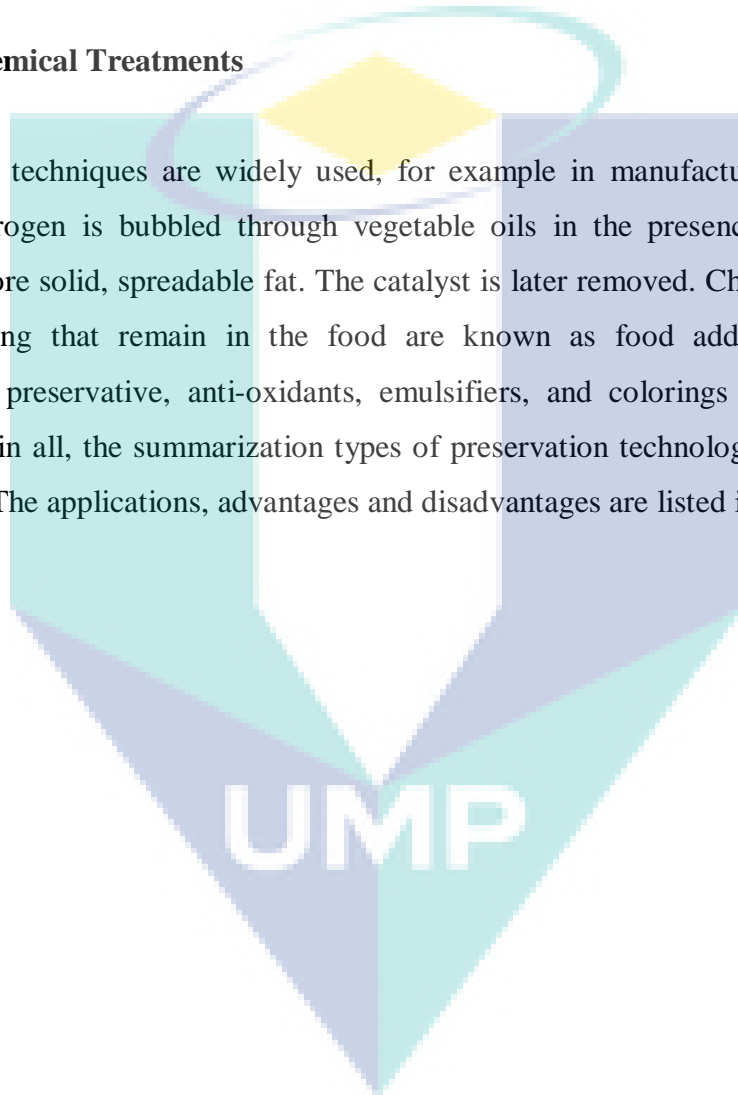 emical Treatments
techniques are widely used, for example in manufactu
rogen is bubbled through vegetable oils in the presenc
ore solid, spreadable fat. The catalyst is later removed. Ch
ng that remain in the food are known as food add
preservative, anti-oxidants, emulsifiers, and colorings
in all, the summarization types of preservation technolog
The applications, advantages and disadvantages are listed i
UMP